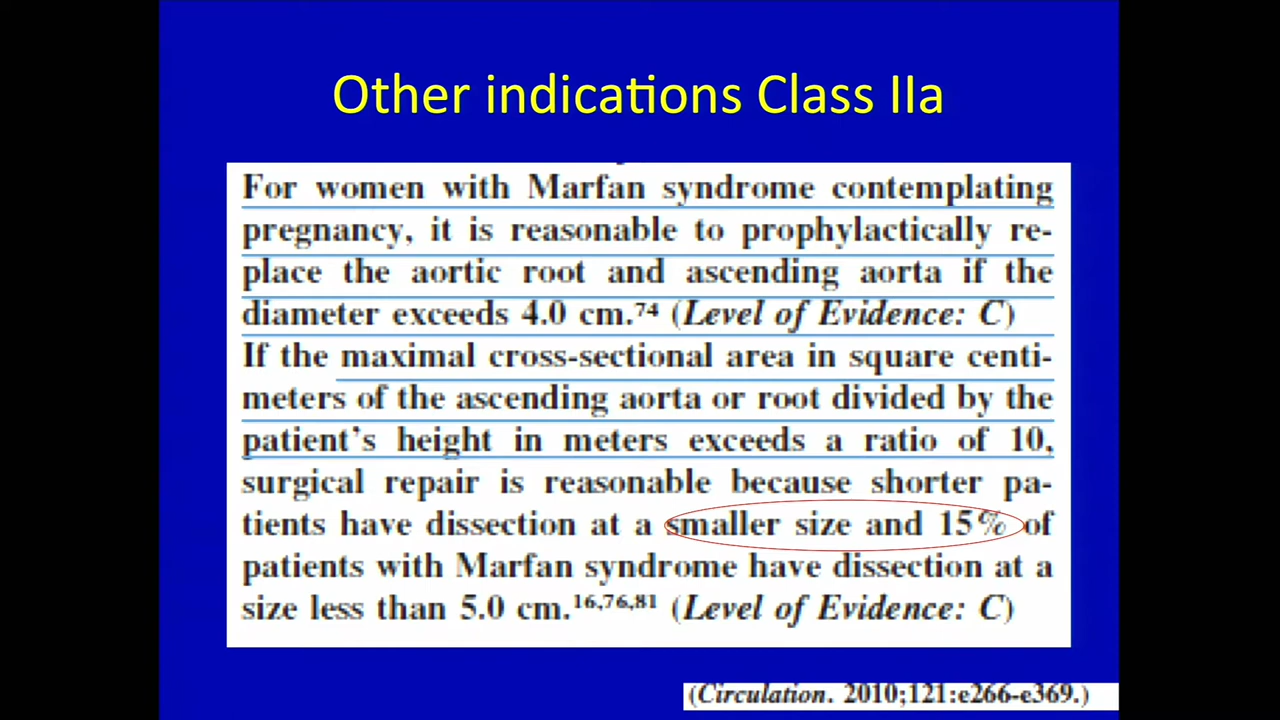 Other indications Class IIa
For women with Marfan syndrome contemplating
pregnancy, it is reasonable to prophylactically re-
place the aortic root and ascending aorta if the
diameter exceeds 4.0 cm.⁷⁴ (Level of Evidence: C)
If the maximal cross-sectional area in square centi-
meters of the ascending aorta or root divided by the
patient's height in meters exceeds a ratio of 10,
surgical repair is reasonable because shorter pa-
tients have dissection at a smaller size and 15% of
patients with Marfan syndrome have dissection at a
size less than 5.0 cm.¹⁶,⁷⁶,⁸¹ (Level of Evidence: C)
(Circulation. 2010;121:e266-e369.)